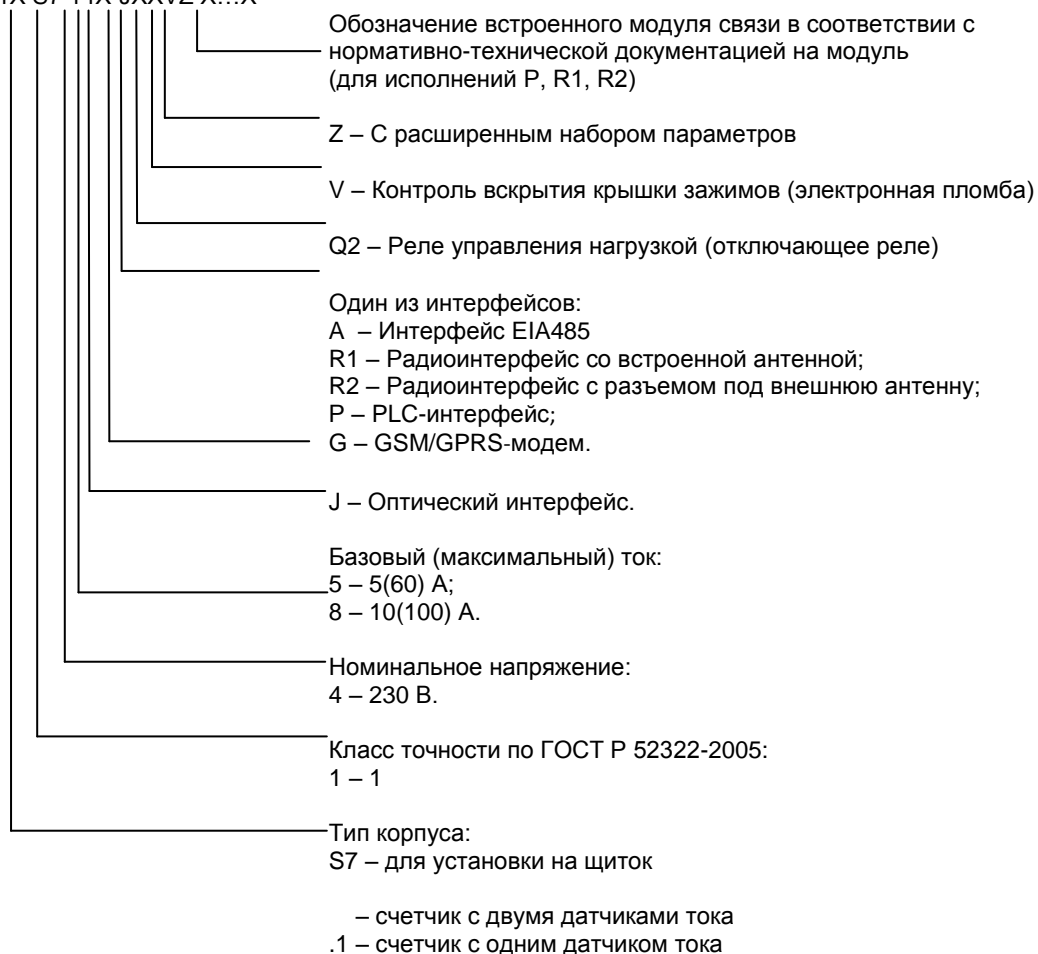 Обозначение встроенного модуля связи в соответствии с
нормативно-технической документацией на модуль
(для исполнений P, R1, R2)
Z – С расширенным набором параметров
V – Контроль вскрытия крышки зажимов (электронная пломба)
Q2 – Реле управления нагрузкой (отключающее реле)
Один из интерфейсов:
A – Интерфейс EIA485
R1 – Радиоинтерфейс со встроенной антенной;
R2 – Радиоинтерфейс с разъемом под внешнюю антенну;
P – PLC-интерфейс;
G – GSM/GPRS-модем.
J – Оптический интерфейс.
Базовый (максимальный) ток:
5 – 5(60) А;
8 – 10(100) А.
Номинальное напряжение:
4 – 230 В.
Класс точности по ГОСТ Р 52322-2005:
1 – 1
Тип корпуса:
S7 – для установки на щиток
– счетчик с двумя датчиками тока
.1 – счетчик с одним датчиком тока